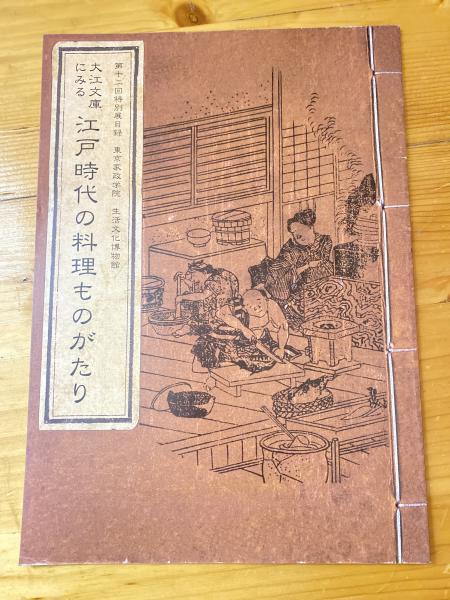 第十二回特別展目録　東京家政学院　生活文化博物館
大江文庫
にみる
江戸時代の料理ものがたり